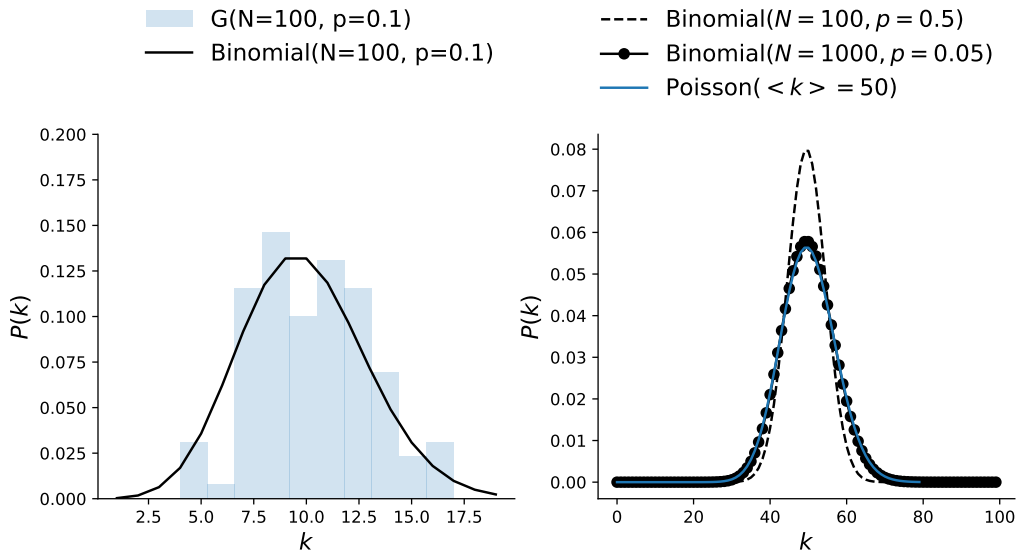 G(N=100, p=0.1)
Binomial(N=100, p=0.1)
0.200
0.175
0.150
0.125
0.100
0.075
0.050
0.025
0.000
P(k)
2.5 5.0 7.5 10.0 12.5 15.0 17.5
k
Binomial(N = 100, p = 0.5)
Binomial(N = 1000, p = 0.05)
Poisson(< k > = 50)
0.08
0.07
0.06
0.05
0.04
0.03
0.02
0.01
0.00
P(k)
0 20 40 60 80 100
k